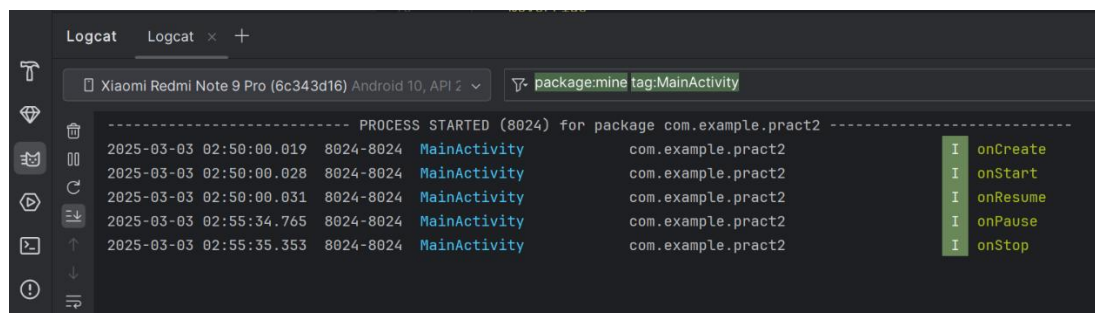 Logcat Logcat × +
Xiaomi Redmi Note 9 Pro (6c343d16) Android 10, API 2 package:mine tag:MainActivity
---------------------------- PROCESS STARTED (8024) for package com.example.pract2 ----------------------------
2025-03-03 02:50:00.019 8024-8024 MainActivity com.example.pract2 I onCreate
2025-03-03 02:50:00.028 8024-8024 MainActivity com.example.pract2 I onStart
2025-03-03 02:50:00.031 8024-8024 MainActivity com.example.pract2 I onResume
2025-03-03 02:55:34.765 8024-8024 MainActivity com.example.pract2 I onPause
2025-03-03 02:55:35.353 8024-8024 MainActivity com.example.pract2 I onStop